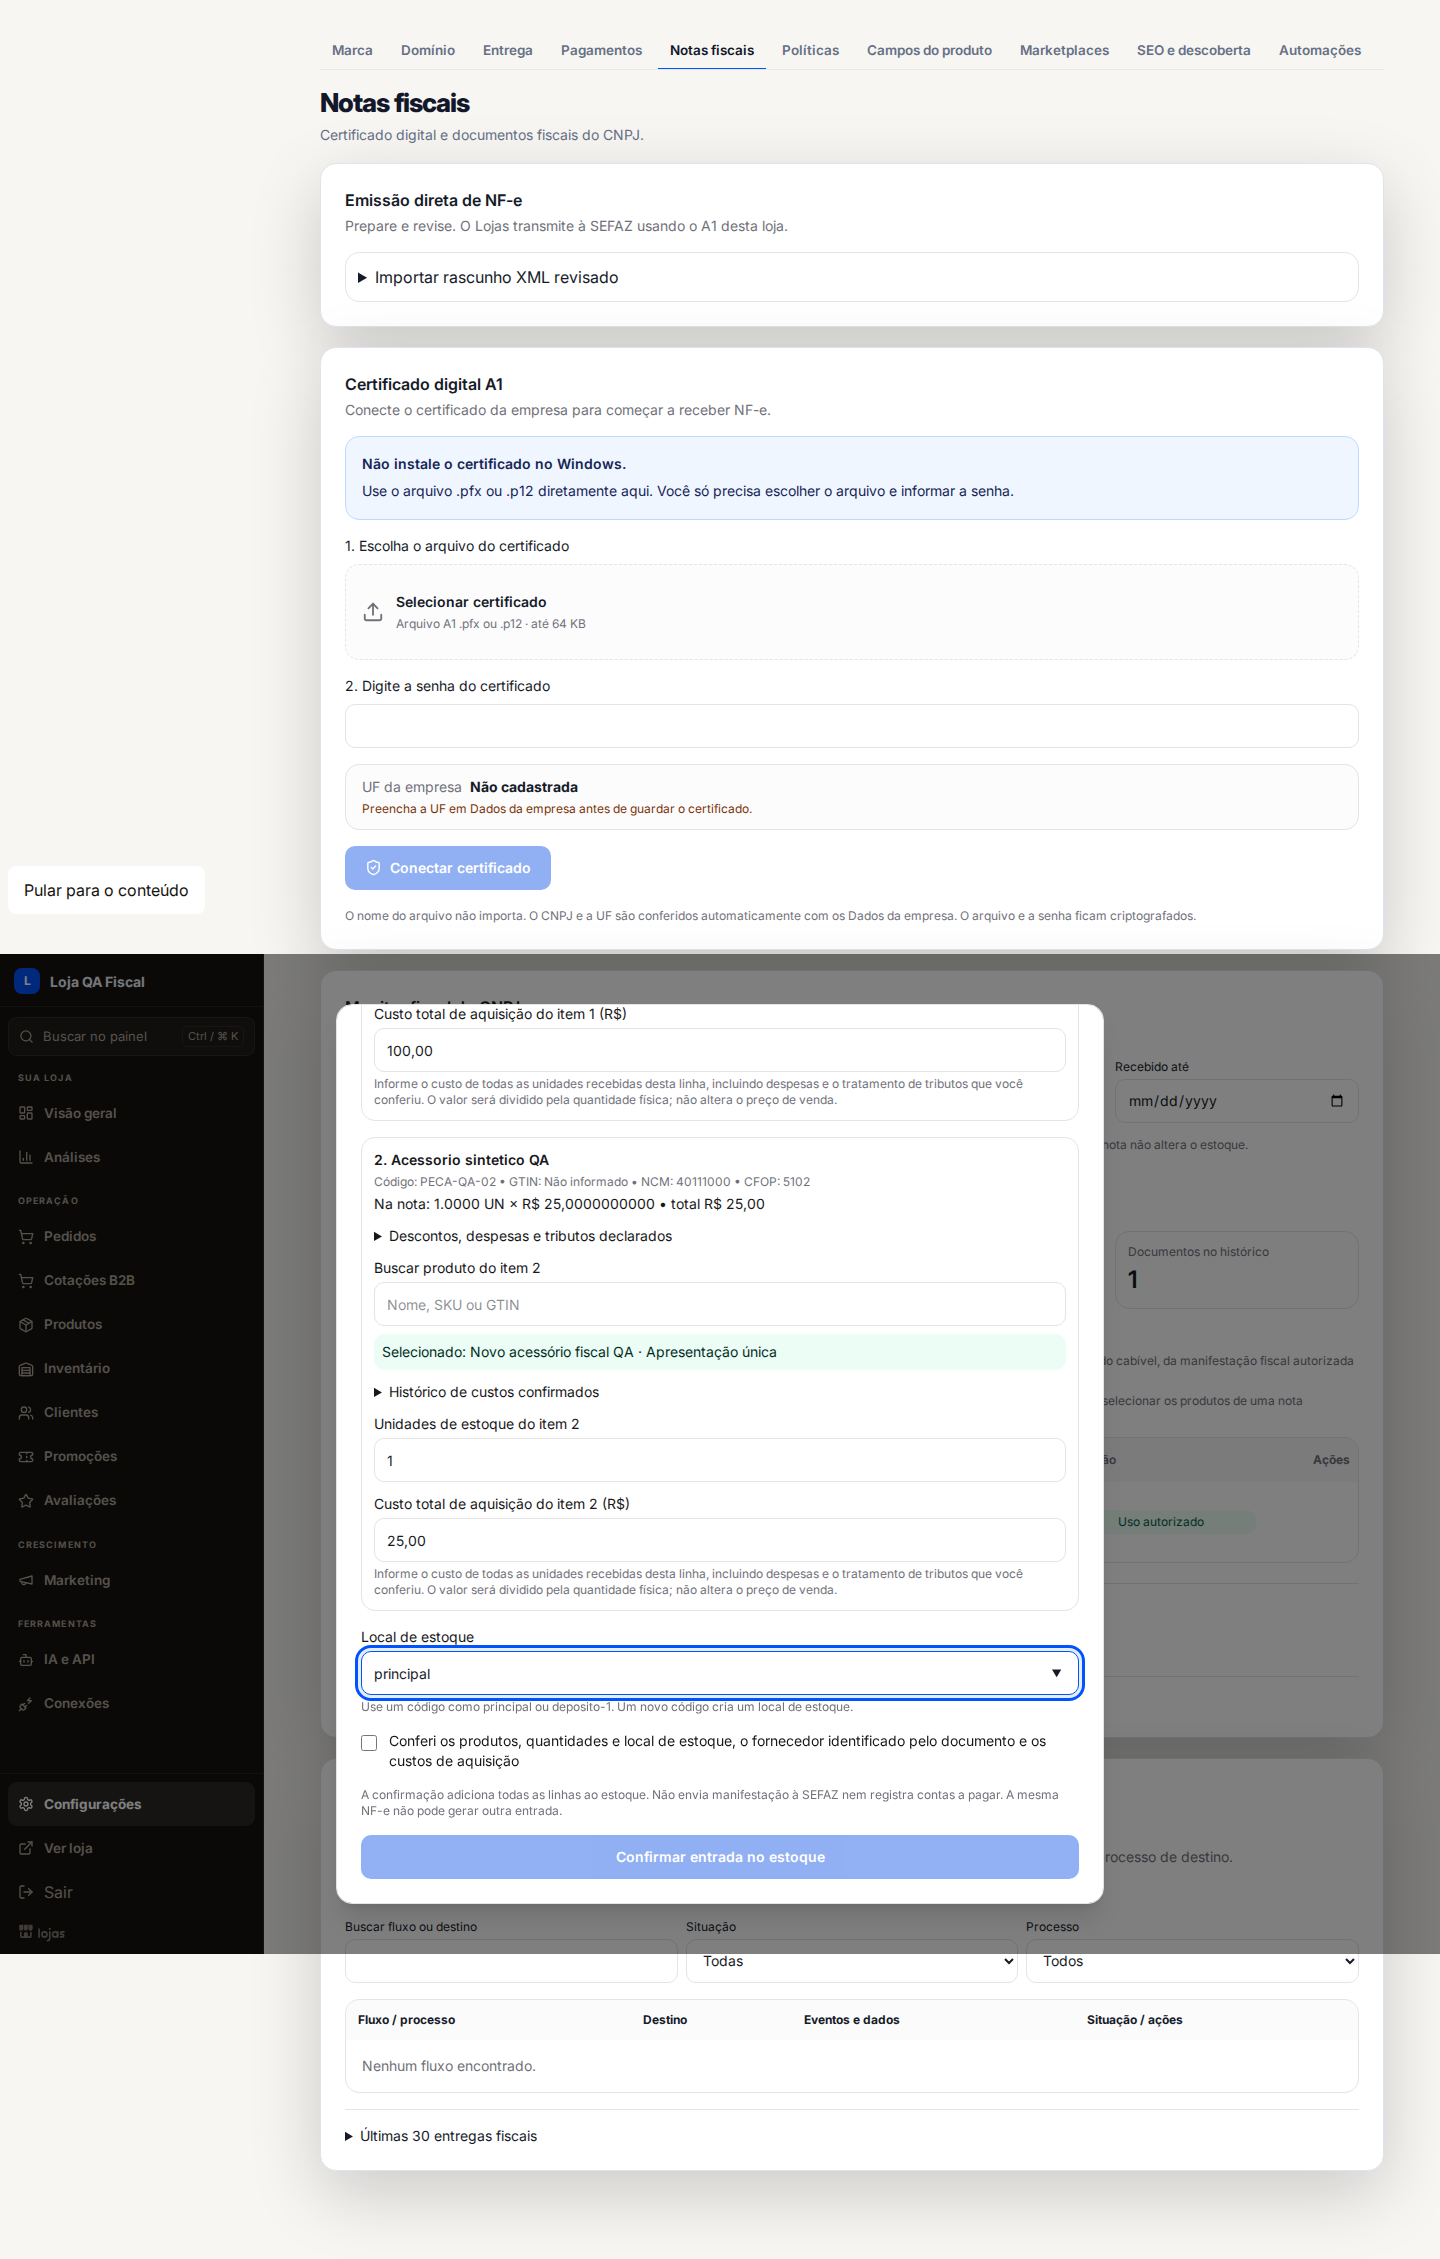 Marca Domínio Entrega Pagamentos Notas fiscais Políticas Campos do produto Marketplaces SEO e descoberta Automações
Notas fiscais
Certificado digital e documentos fiscais do CNPJ.
Emissão direta de NF-e
Prepare e revise. O Lojas transmite à SEFAZ usando o A1 desta loja.
Importar rascunho XML revisado
Certificado digital A1
Conecte o certificado da empresa para começar a receber NF-e.
Não instale o certificado no Windows.
Use o arquivo .pfx ou .p12 diretamente aqui. Você só precisa escolher o arquivo e informar a senha.
1. Escolha o arquivo do certificado
Selecionar certificado
Arquivo A1 .pfx ou .p12 · até 64 KB
2. Digite a senha do certificado
UF da empresa Não cadastrada
Preencha a UF em Dados da empresa antes de guardar o certificado.
Conectar certificado
O nome do arquivo não importa. O CNPJ e a UF são conferidos automaticamente com os Dados da empresa. O arquivo e a senha ficam criptografados.
Pular para o conteúdo
L Loja QA Fiscal
Buscar no painel Ctrl / ⌘ K
SUA LOJA
Visão geral
Análises
OPERAÇÃO
Pedidos
Cotações B2B
Produtos
Inventário
Clientes
Promoções
Avaliações
CRESCIMENTO
Marketing
FERRAMENTAS
IA e API
Conexões
Configurações
Ver loja
Sair
lojas
Custo total de aquisição do item 1 (R$)
100,00
Informe o custo de todas as unidades recebidas desta linha, incluindo despesas e o tratamento de tributos que você
conferiu. O valor será dividido pela quantidade física; não altera o preço de venda.
2. Acessorio sintetico QA
Código: PECA-QA-02 • GTIN: Não informado • NCM: 40111000 • CFOP: 5102
Na nota: 1.0000 UN × R$ 25,0000000000 • total R$ 25,00
Descontos, despesas e tributos declarados
Buscar produto do item 2
Nome, SKU ou GTIN
Selecionado: Novo acessório fiscal QA · Apresentação única
Histórico de custos confirmados
Unidades de estoque do item 2
1
Custo total de aquisição do item 2 (R$)
25,00
Informe o custo de todas as unidades recebidas desta linha, incluindo despesas e o tratamento de tributos que você
conferiu. O valor será dividido pela quantidade física; não altera o preço de venda.
Local de estoque
principal
Use um código como principal ou deposito-1. Um novo código cria um local de estoque.
Conferi os produtos, quantidades e local de estoque, o fornecedor identificado pelo documento e os
custos de aquisição
A confirmação adiciona todas as linhas ao estoque. Não envia manifestação à SEFAZ nem registra contas a pagar. A mesma
NF-e não pode gerar outra entrada.
Confirmar entrada no estoque
Recebido até
mm/dd/yyyy
nota não altera o estoque.
Documentos no histórico
1
do cabível, da manifestação fiscal autorizada
selecionar os produtos de uma nota
ão Ações
Uso autorizado
rocesso de destino.
Buscar fluxo ou destino Situação Processo
Todas Todos
Fluxo / processo Destino Eventos e dados Situação / ações
Nenhum fluxo encontrado.
Últimas 30 entregas fiscais